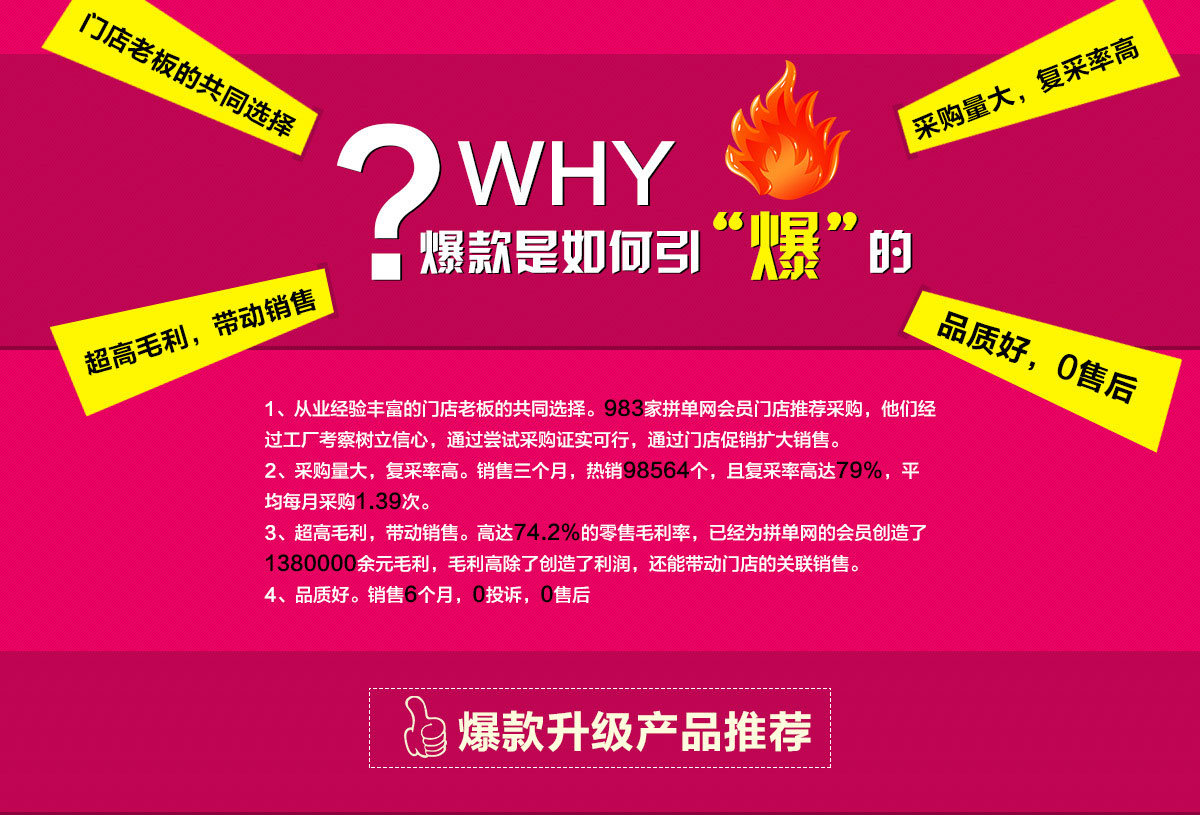 门店老板的共同选择
采购量大，复采率高
? WHY
爆款是如何引“爆”的
超高毛利，带动销售
品质好，0售后
1、从业经验丰富的门店老板的共同选择。983家拼单网会员门店推荐采购，他们经
过工厂考察树立信心，通过尝试采购证实可行，通过门店促销扩大销售。
2、采购量大，复采率高。销售三个月，热销98564个，且复采率高达79%，平
均每月采购1.39次。
3、超高毛利，带动销售。高达74.2%的零售毛利率，已经为拼单网的会员创造了
1380000余元毛利，毛利高除了创造了利润，还能带动门店的关联销售。
4、品质好。销售6个月，0投诉，0售后
爆款升级产品推荐